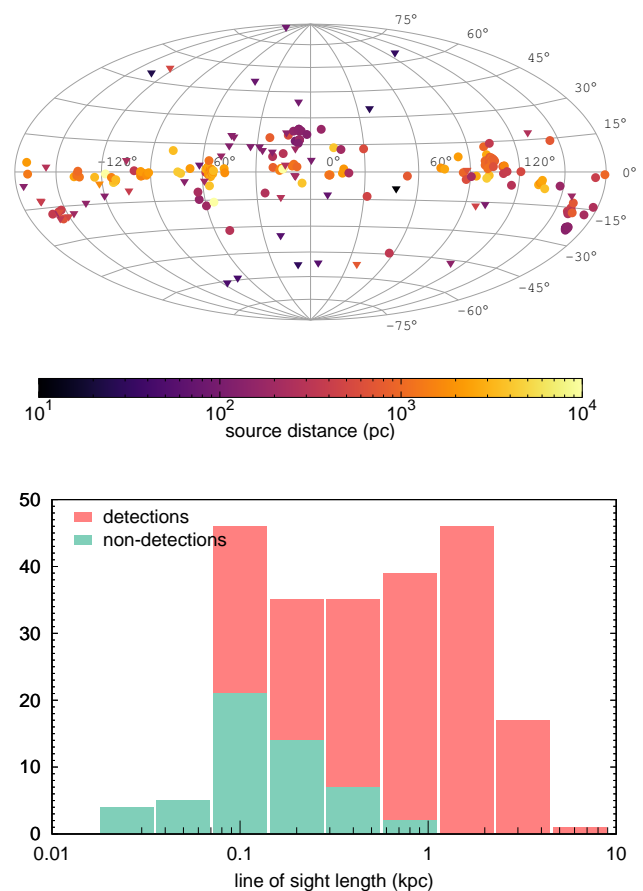 75°
60°
45°
30°
15°
−120° −60° 0° 60° 120° 0°
−15°
−30°
−45°
−60°
−75°
10^1 10^2 10^3 10^4
source distance (pc)
50
detections
non-detections
40
30
20
10
0
0.01 0.1 1 10
line of sight length (kpc)